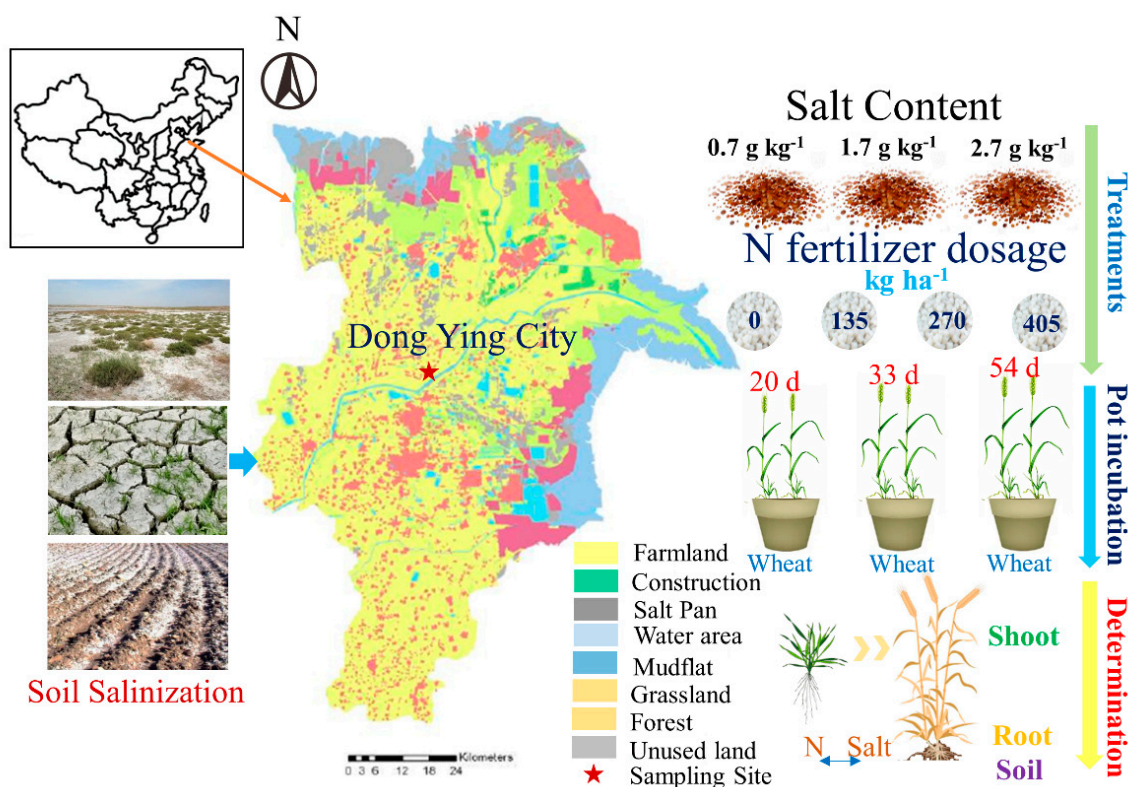 N
Salt Content
0.7 g kg⁻¹ 1.7 g kg⁻¹ 2.7 g kg⁻¹
N fertilizer dosage
kg ha⁻¹
0 135 270 405
Treatments
Dong Ying City
20 d 33 d 54 d
Wheat Wheat Wheat
Pot incubation
Soil Salinization
Farmland
Construction
Salt Pan
Water area
Mudflat
Grassland
Forest
Unused land
Sampling Site
Kilometers
0 3 6 12 18 24
Shoot
Root
Soil
N Salt
Determination